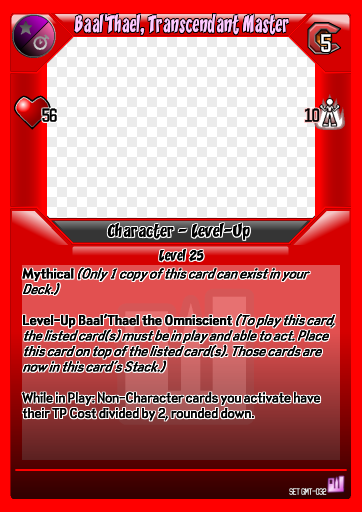 Baal'Thael, Transcendant Master
5
56
10
Character - Level-Up
Level 25
Mythical (Only 1 copy of this card can exist in your
Deck.)
Level-Up Baal'Thael the Omniscient (To play this card,
the listed card(s) must be in play and able to act. Place
this card on top of the listed card(s). Those cards are
now in this card's Stack.)
While in Play: Non-Character cards you activate have
their TP Cost divided by 2, rounded down.
SET GMT-032